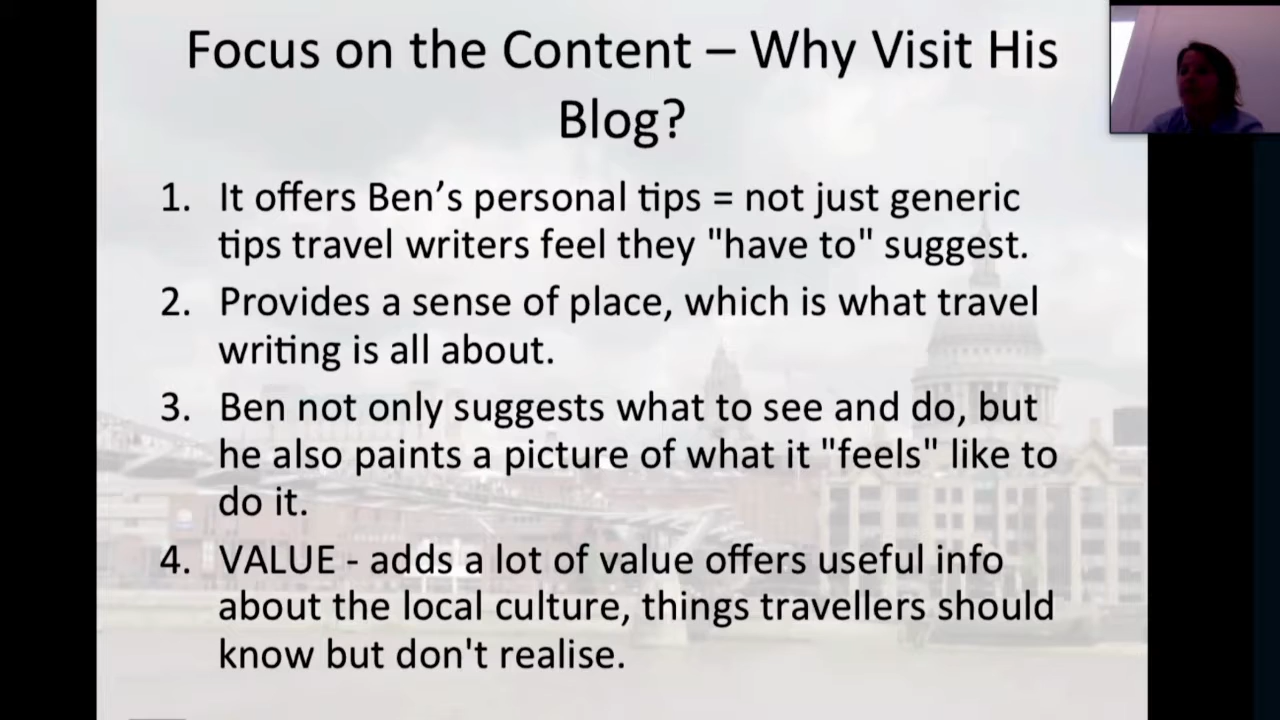 Focus on the Content – Why Visit His
Blog?
1. It offers Ben’s personal tips = not just generic
tips travel writers feel they "have to" suggest.
2. Provides a sense of place, which is what travel
writing is all about.
3. Ben not only suggests what to see and do, but
he also paints a picture of what it "feels" like to
do it.
4. VALUE - adds a lot of value offers useful info
about the local culture, things travellers should
know but don't realise.